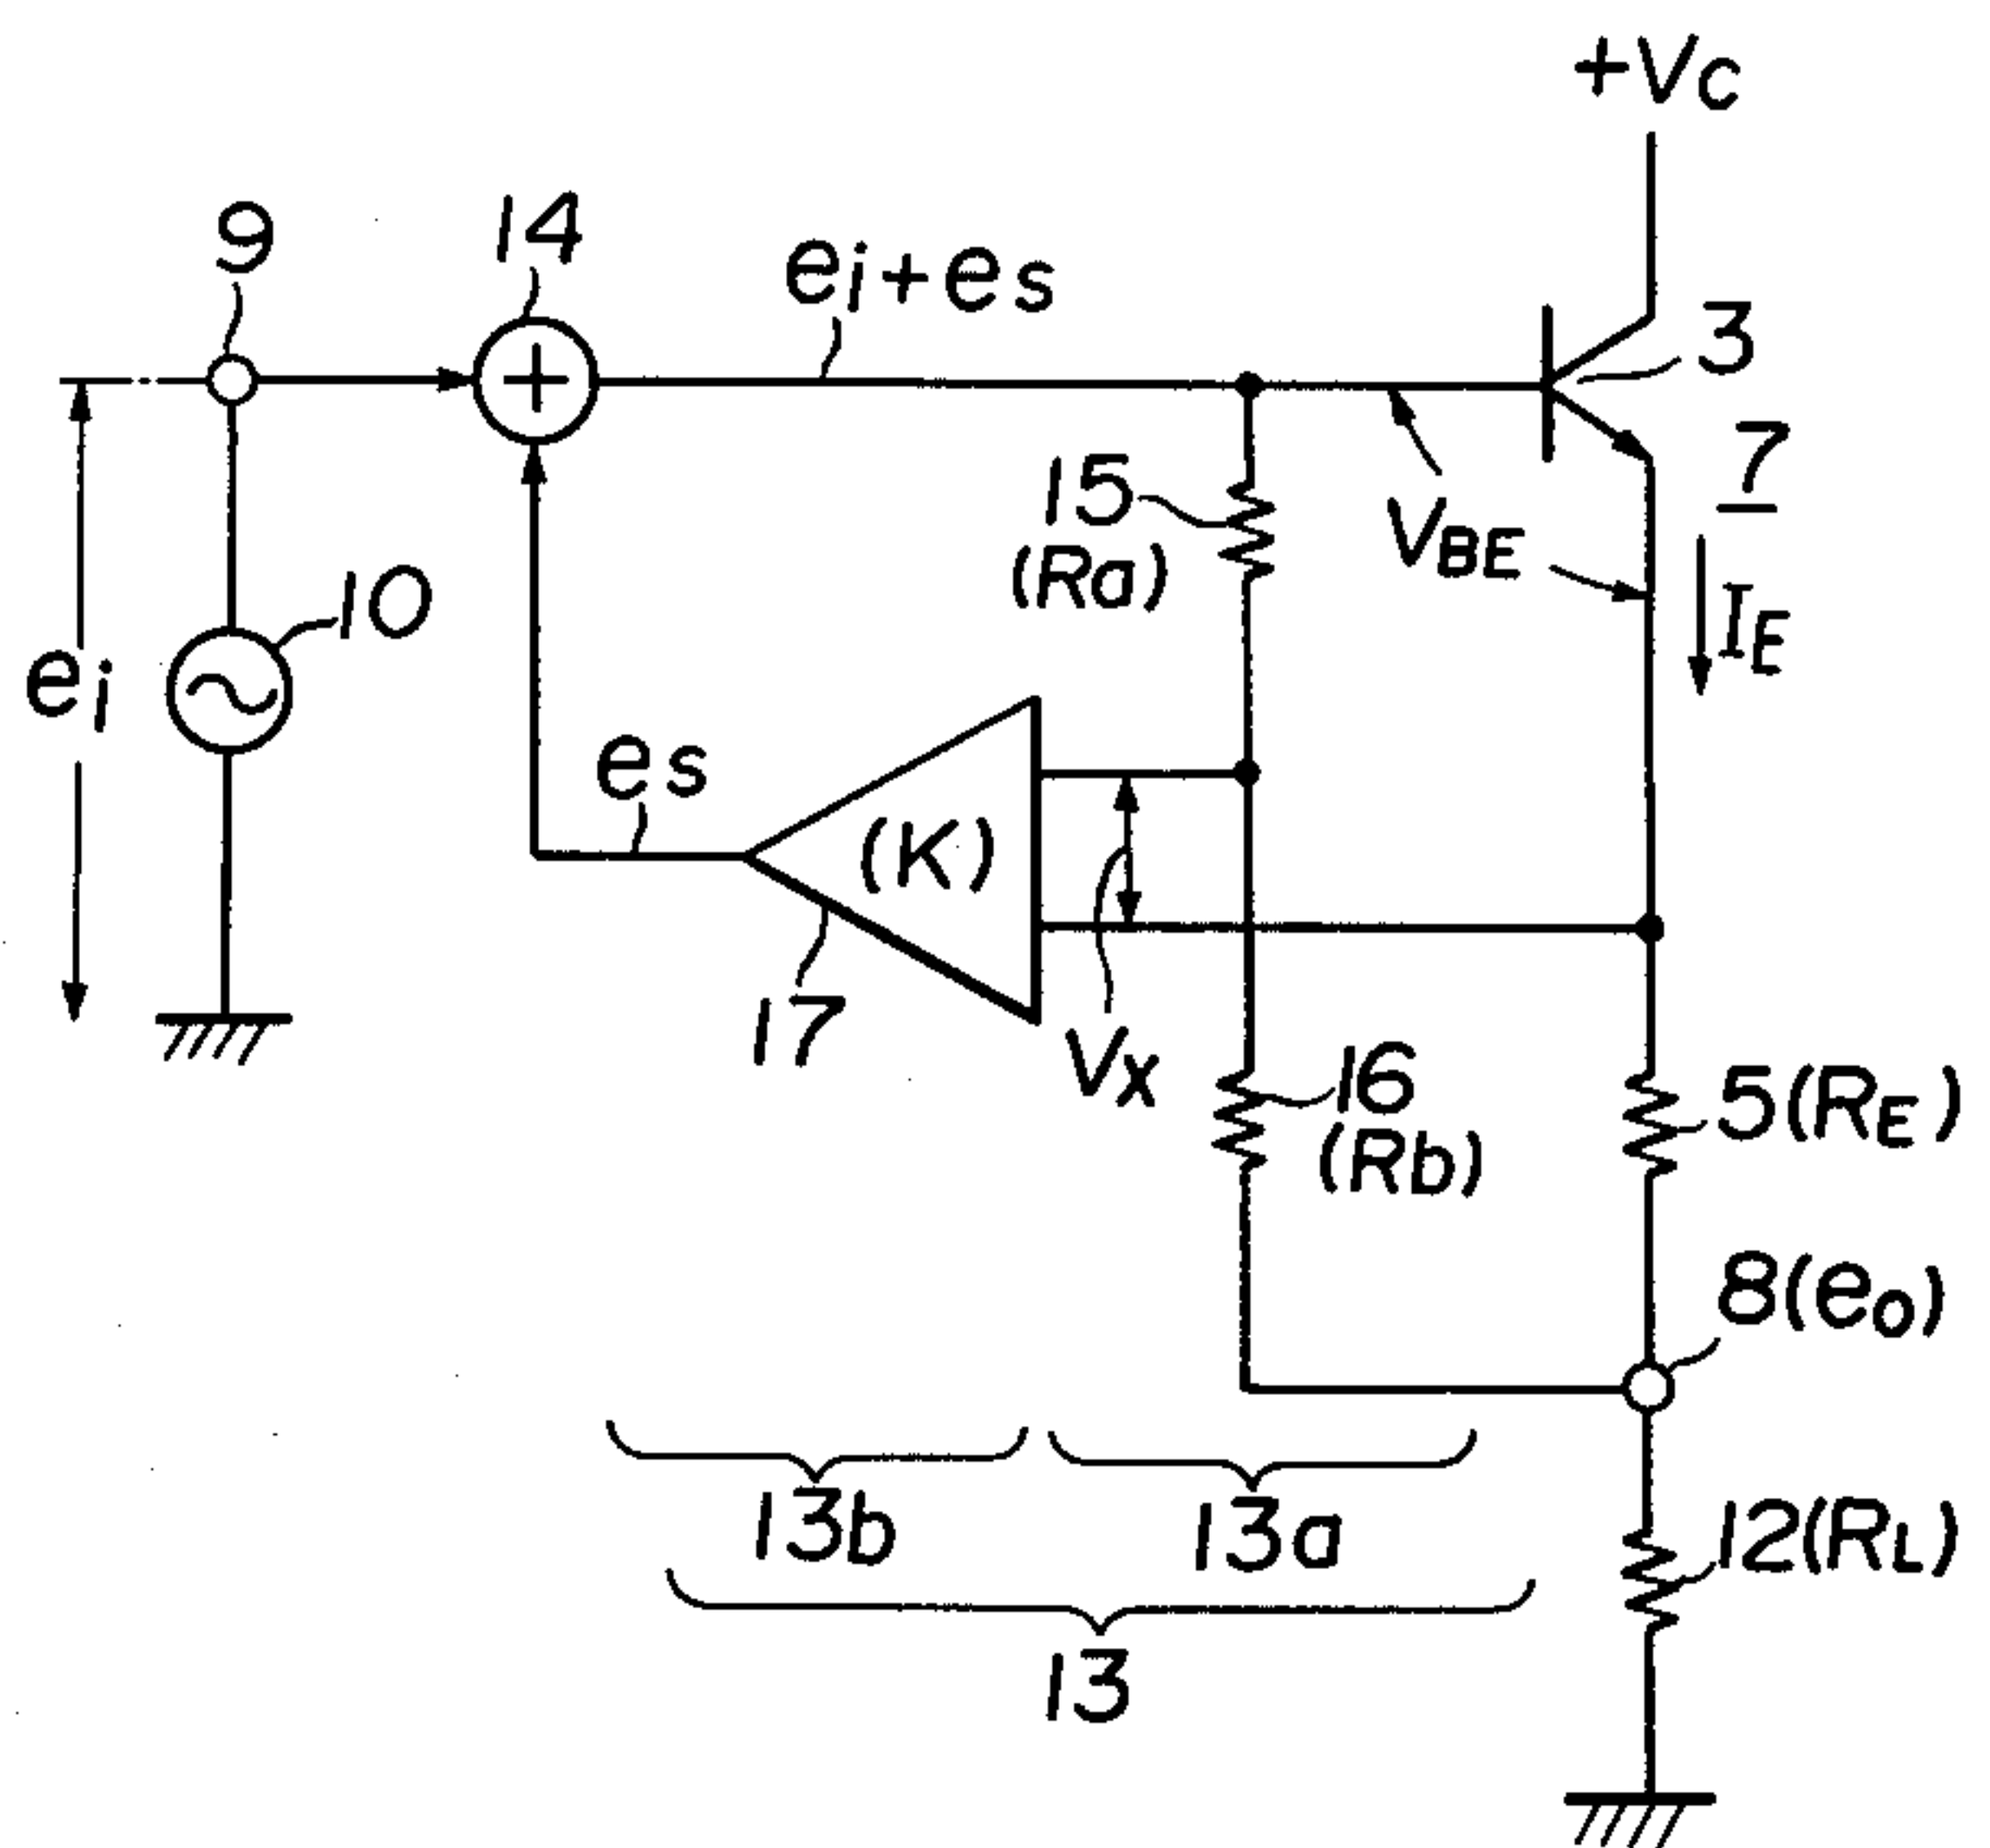 +Vc
9
14
ei+es
3
7
15
(Ra)
VBE
IE
10
ei
es
(K)
17
Vx
16
(Rb)
5(RE)
8(eo)
13b
13a
12(RL)
13